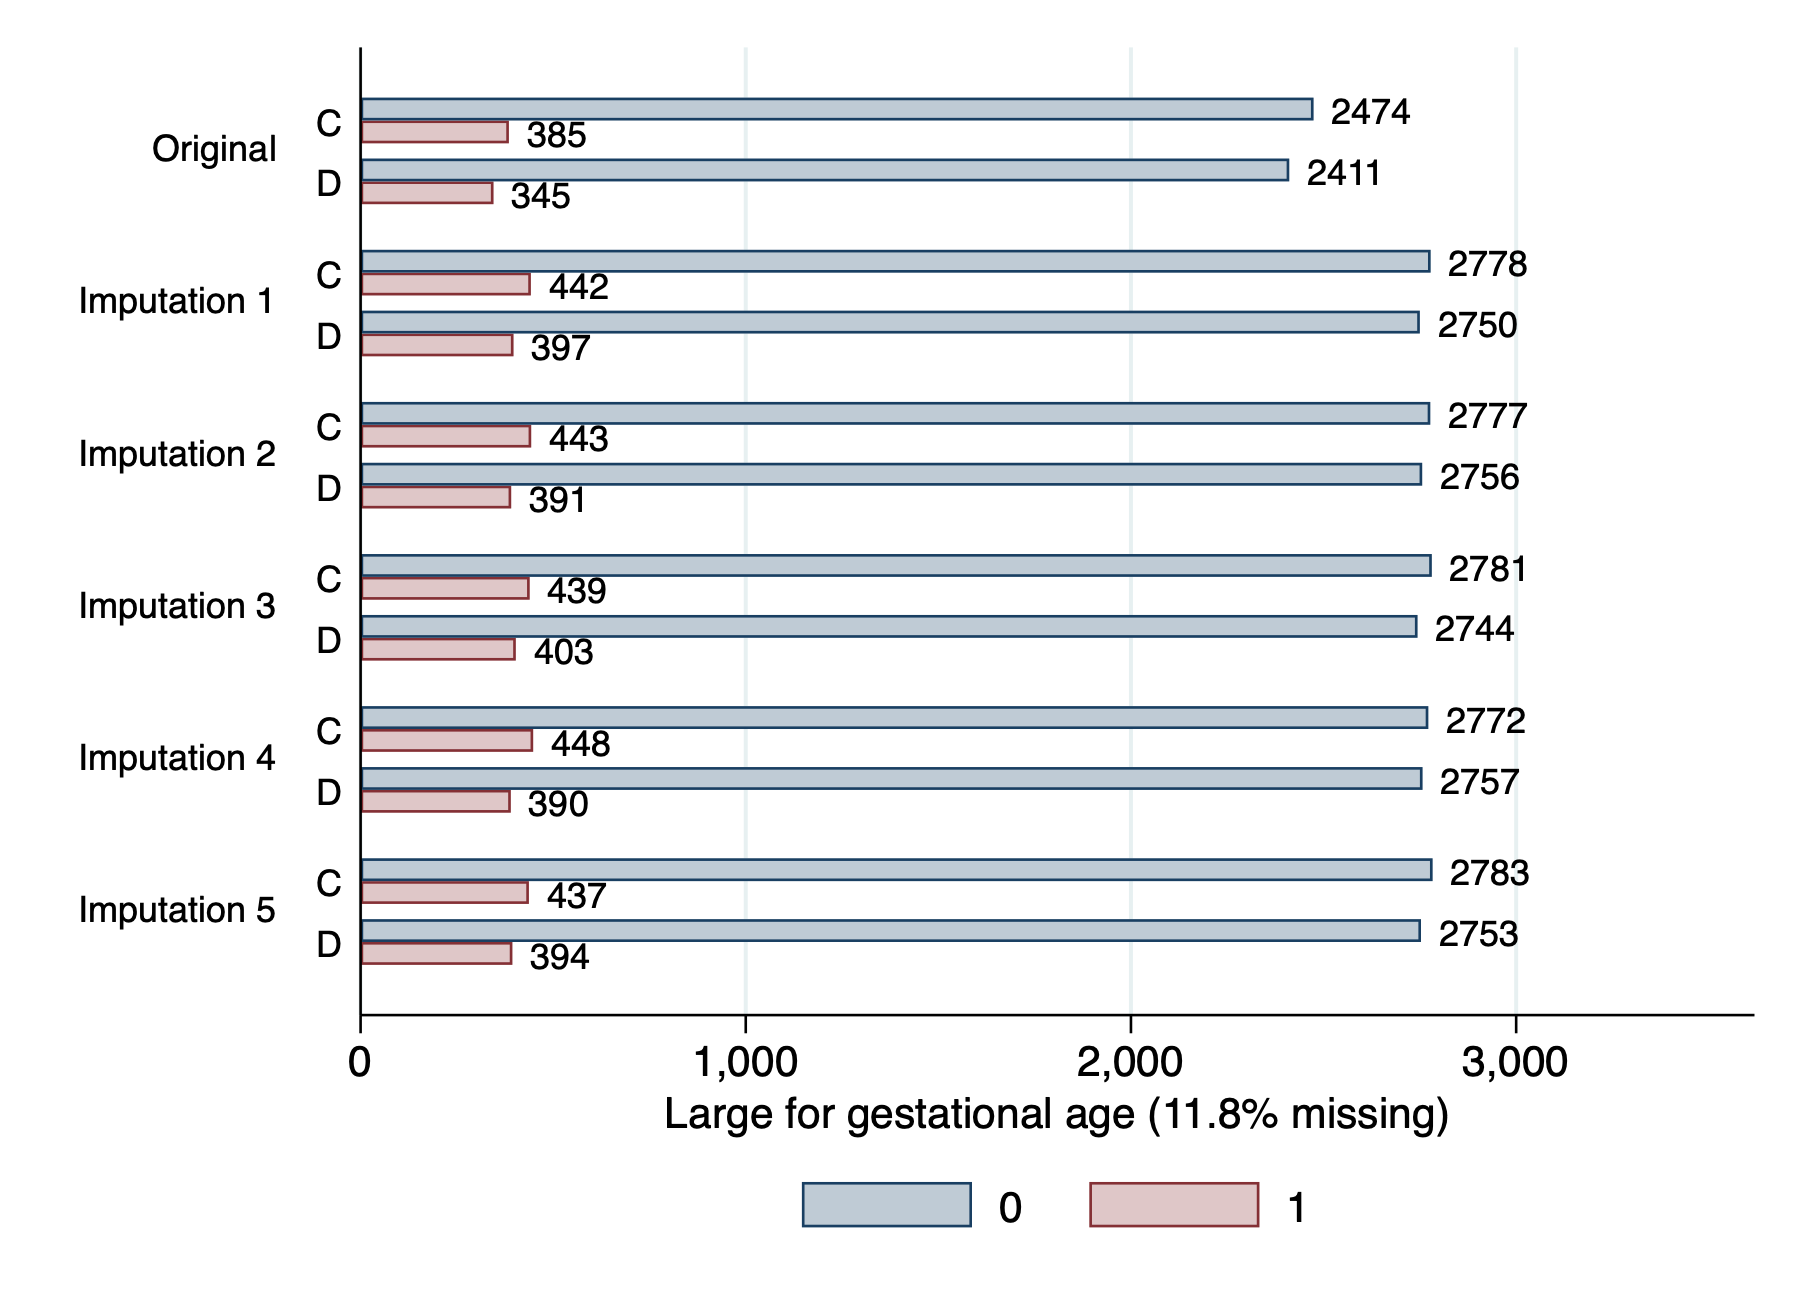 Original
C
2474
385
D
2411
345
Imputation 1
C
2778
442
D
2750
397
Imputation 2
C
2777
443
D
2756
391
Imputation 3
C
2781
439
D
2744
403
Imputation 4
C
2772
448
D
2757
390
Imputation 5
C
2783
437
D
2753
394
0 1,000 2,000 3,000
Large for gestational age (11.8% missing)
0 1